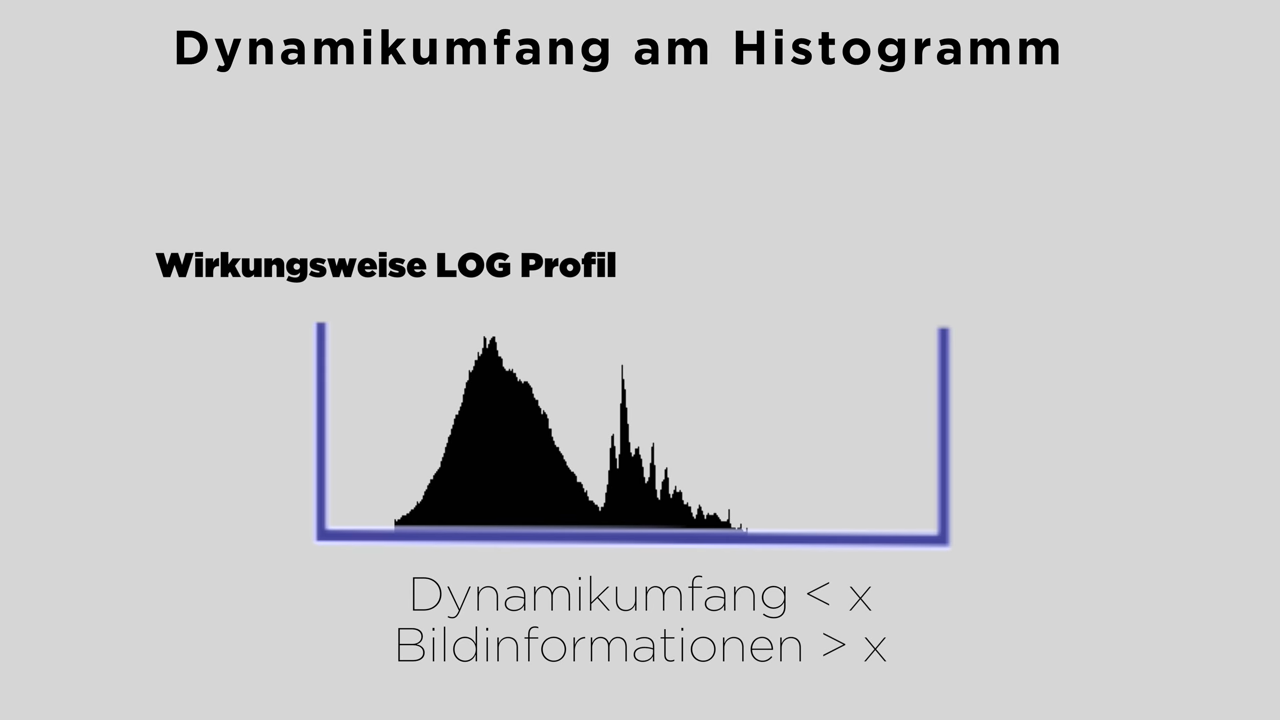 Dynamikumfang am Histogramm
Wirkungsweise LOG Profil
Dynamikumfang < x
Bildinformationen > x